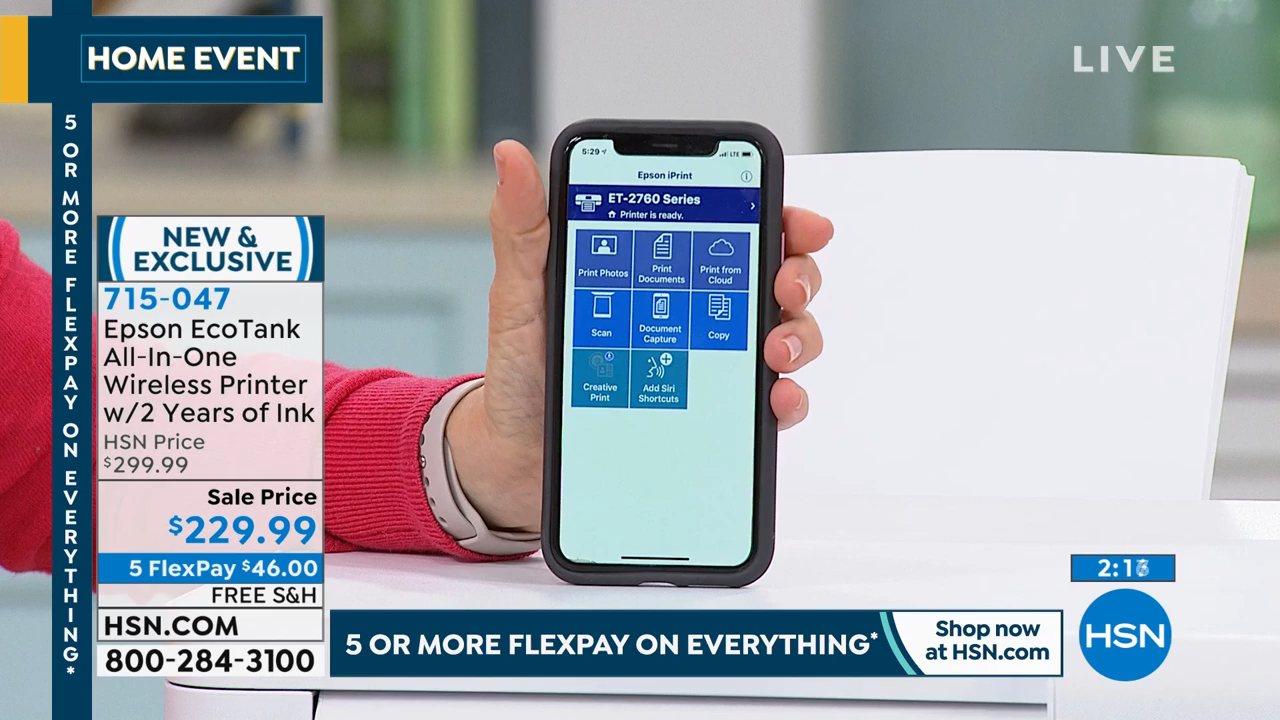 HOME EVENT
5 OR MORE FLEXPAY ON EVERYTHING*
NEW &
EXCLUSIVE
715-047
Epson EcoTank
All-In-One
Wireless Printer
w/2 Years of Ink
HSN Price
$299.99
Sale Price
$229.99
5 FlexPay $46.00
FREE S&H
HSN.COM
800-284-3100
LIVE
5:29
LTE
Epson iPrint
ET-2760 Series
Printer is ready.
Print Photos
Print
Documents
Print from
Cloud
Scan
Document
Capture
Copy
Creative
Print
Add Siri
Shortcuts
5 OR MORE FLEXPAY ON EVERYTHING*
Shop now
at HSN.com
HSN